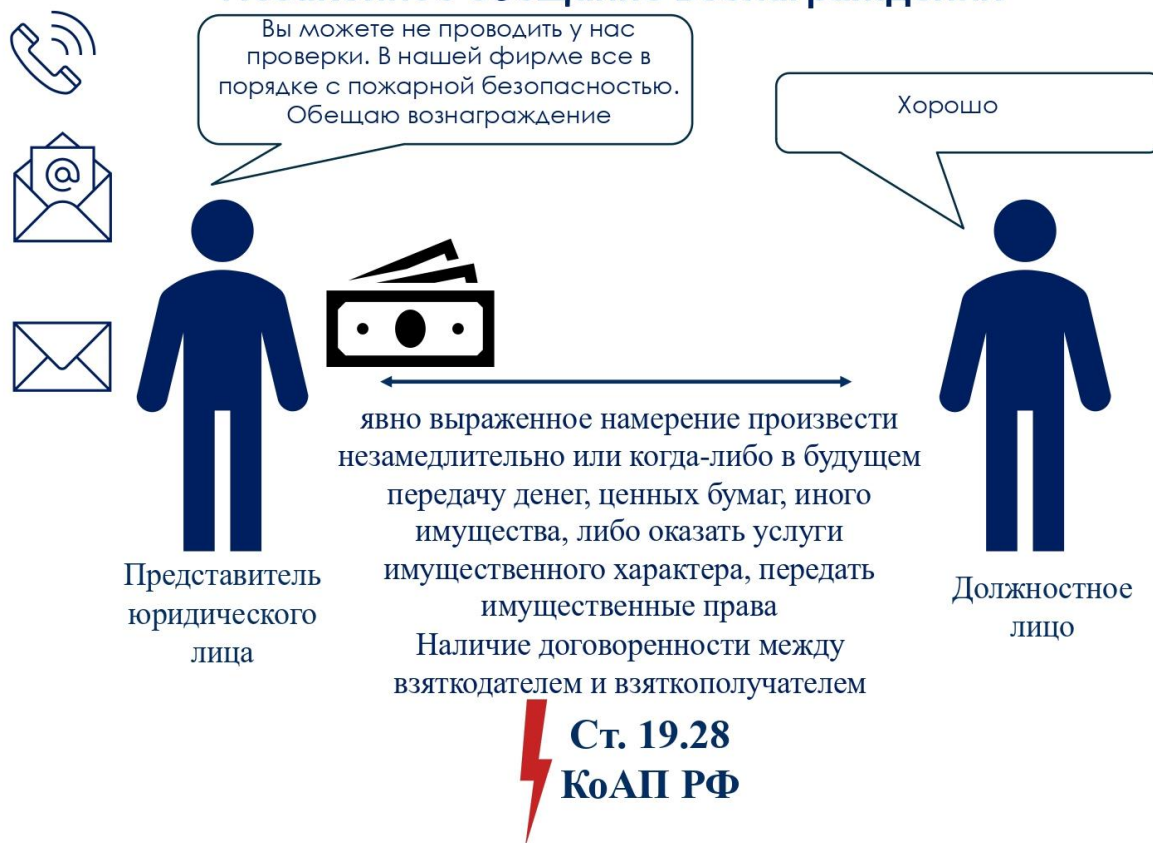 Вы можете не проводить у нас
проверки. В нашей фирме все в
порядке с пожарной безопасностью.
Обещаю вознаграждение
Хорошо
явно выраженное намерение произвести
незамедлительно или когда-либо в будущем
передачу денег, ценных бумаг, иного
имущества, либо оказать услуги
имущественного характера, передать
имущественные права
Наличие договоренности между
взяткодателем и взяткополучателем
Представитель
юридического
лица
Должностное
лицо
Ст. 19.28
КоАП РФ